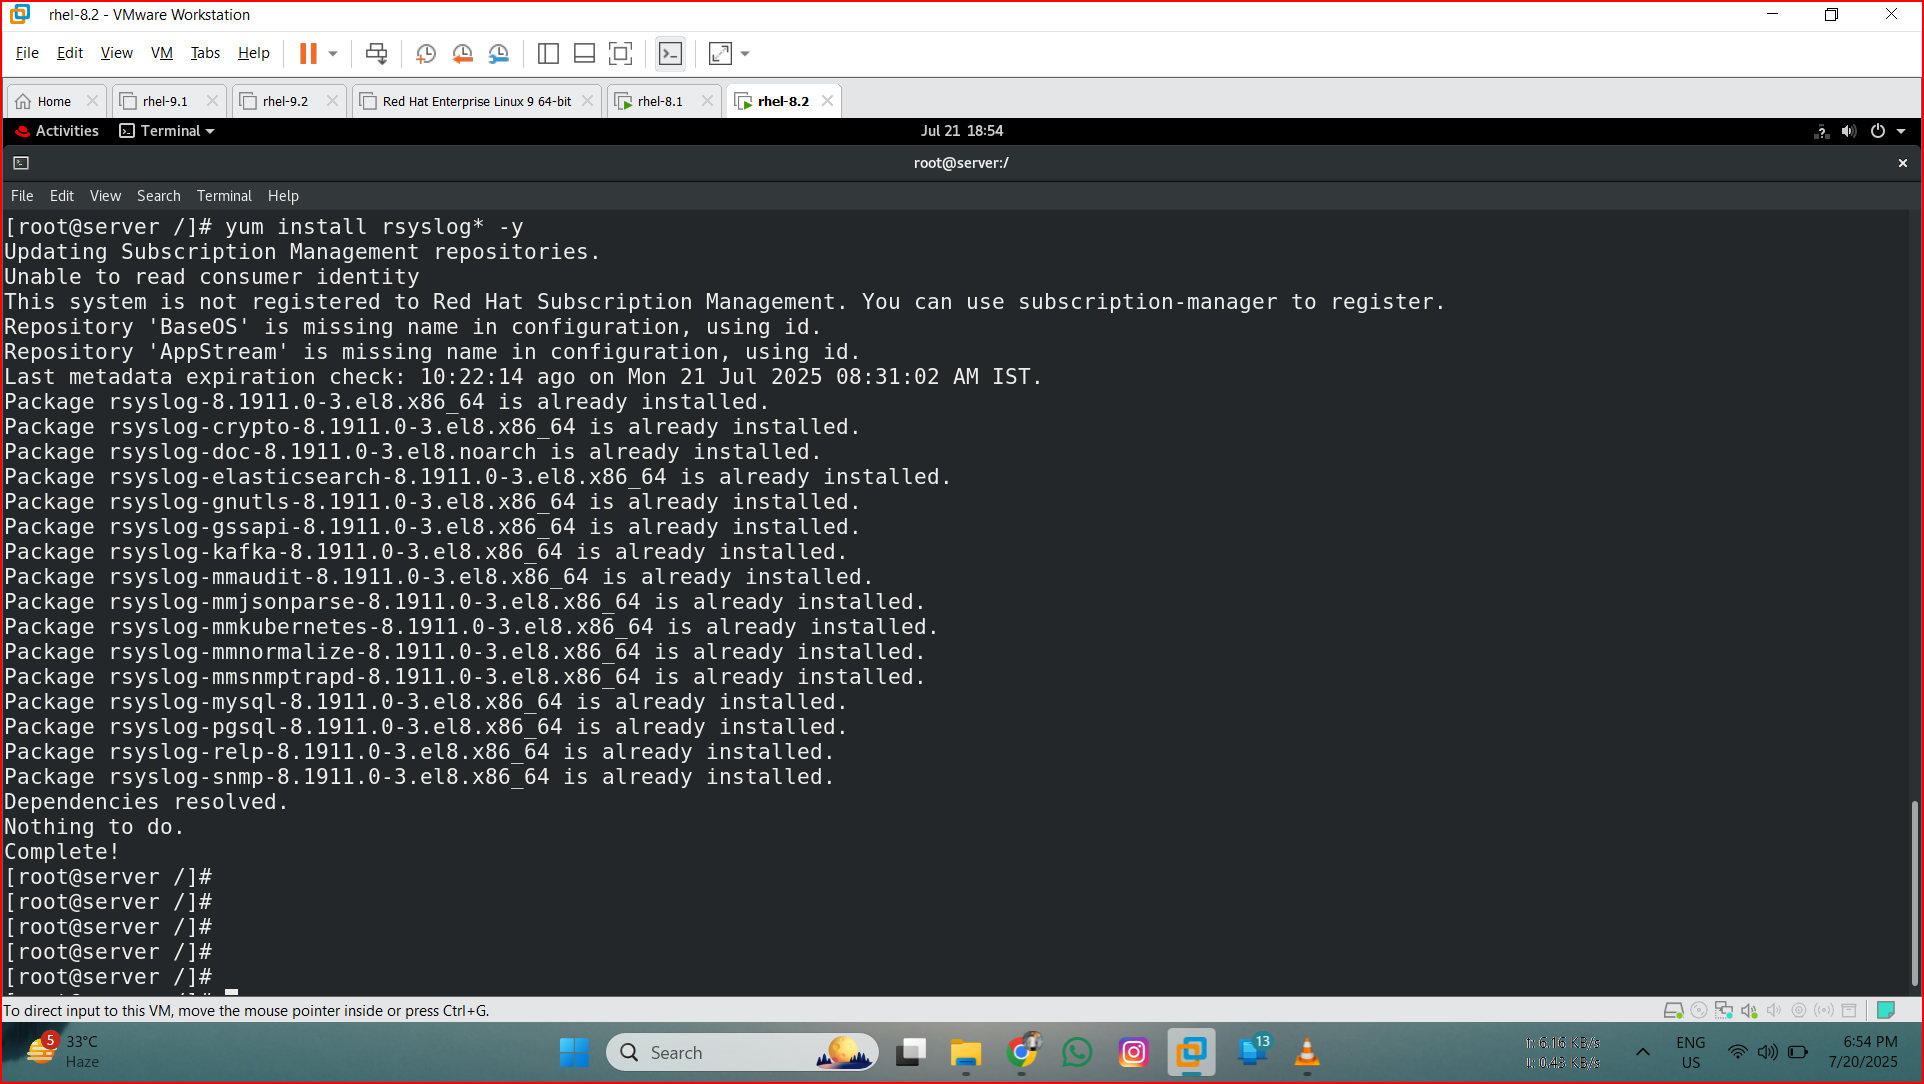 rhel-8.2 - VMware Workstation
File Edit View VM Tabs Help
Home rhel-9.1 rhel-9.2 Red Hat Enterprise Linux 9 64-bit rhel-8.1 rhel-8.2
Activities Terminal Jul 21 18:54
root@server:/
File Edit View Search Terminal Help
[root@server /]# yum install rsyslog* -y
Updating Subscription Management repositories.
Unable to read consumer identity
This system is not registered to Red Hat Subscription Management. You can use subscription-manager to register.
Repository 'BaseOS' is missing name in configuration, using id.
Repository 'AppStream' is missing name in configuration, using id.
Last metadata expiration check: 10:22:14 ago on Mon 21 Jul 2025 08:31:02 AM IST.
Package rsyslog-8.1911.0-3.el8.x86_64 is already installed.
Package rsyslog-crypto-8.1911.0-3.el8.x86_64 is already installed.
Package rsyslog-doc-8.1911.0-3.el8.noarch is already installed.
Package rsyslog-elasticsearch-8.1911.0-3.el8.x86_64 is already installed.
Package rsyslog-gnutls-8.1911.0-3.el8.x86_64 is already installed.
Package rsyslog-gssapi-8.1911.0-3.el8.x86_64 is already installed.
Package rsyslog-kafka-8.1911.0-3.el8.x86_64 is already installed.
Package rsyslog-mmaudit-8.1911.0-3.el8.x86_64 is already installed.
Package rsyslog-mmjsonparse-8.1911.0-3.el8.x86_64 is already installed.
Package rsyslog-mmkubernetes-8.1911.0-3.el8.x86_64 is already installed.
Package rsyslog-mmnormalize-8.1911.0-3.el8.x86_64 is already installed.
Package rsyslog-mmsnmptrapd-8.1911.0-3.el8.x86_64 is already installed.
Package rsyslog-mysql-8.1911.0-3.el8.x86_64 is already installed.
Package rsyslog-pgsql-8.1911.0-3.el8.x86_64 is already installed.
Package rsyslog-relp-8.1911.0-3.el8.x86_64 is already installed.
Package rsyslog-snmp-8.1911.0-3.el8.x86_64 is already installed.
Dependencies resolved.
Nothing to do.
Complete!
[root@server /]#
[root@server /]#
[root@server /]#
[root@server /]#
[root@server /]#
To direct input to this VM, move the mouse pointer inside or press Ctrl+G.
5 33°C
Haze
Search
13
6.16 KB/s
0.43 KB/s
ENG
US
6:54 PM
7/20/2025